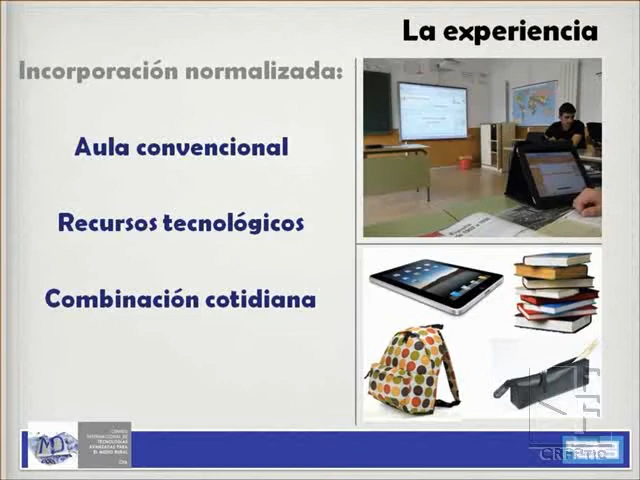 La experiencia
Incorporación normalizada:
Aula convencional
Recursos tecnológicos
Combinación cotidiana
CENTRO
INTERNACIONAL DE
TECNOLOGÍAS
AVANZADAS PARA
EL MEDIO RURAL
CITA
CREATIC